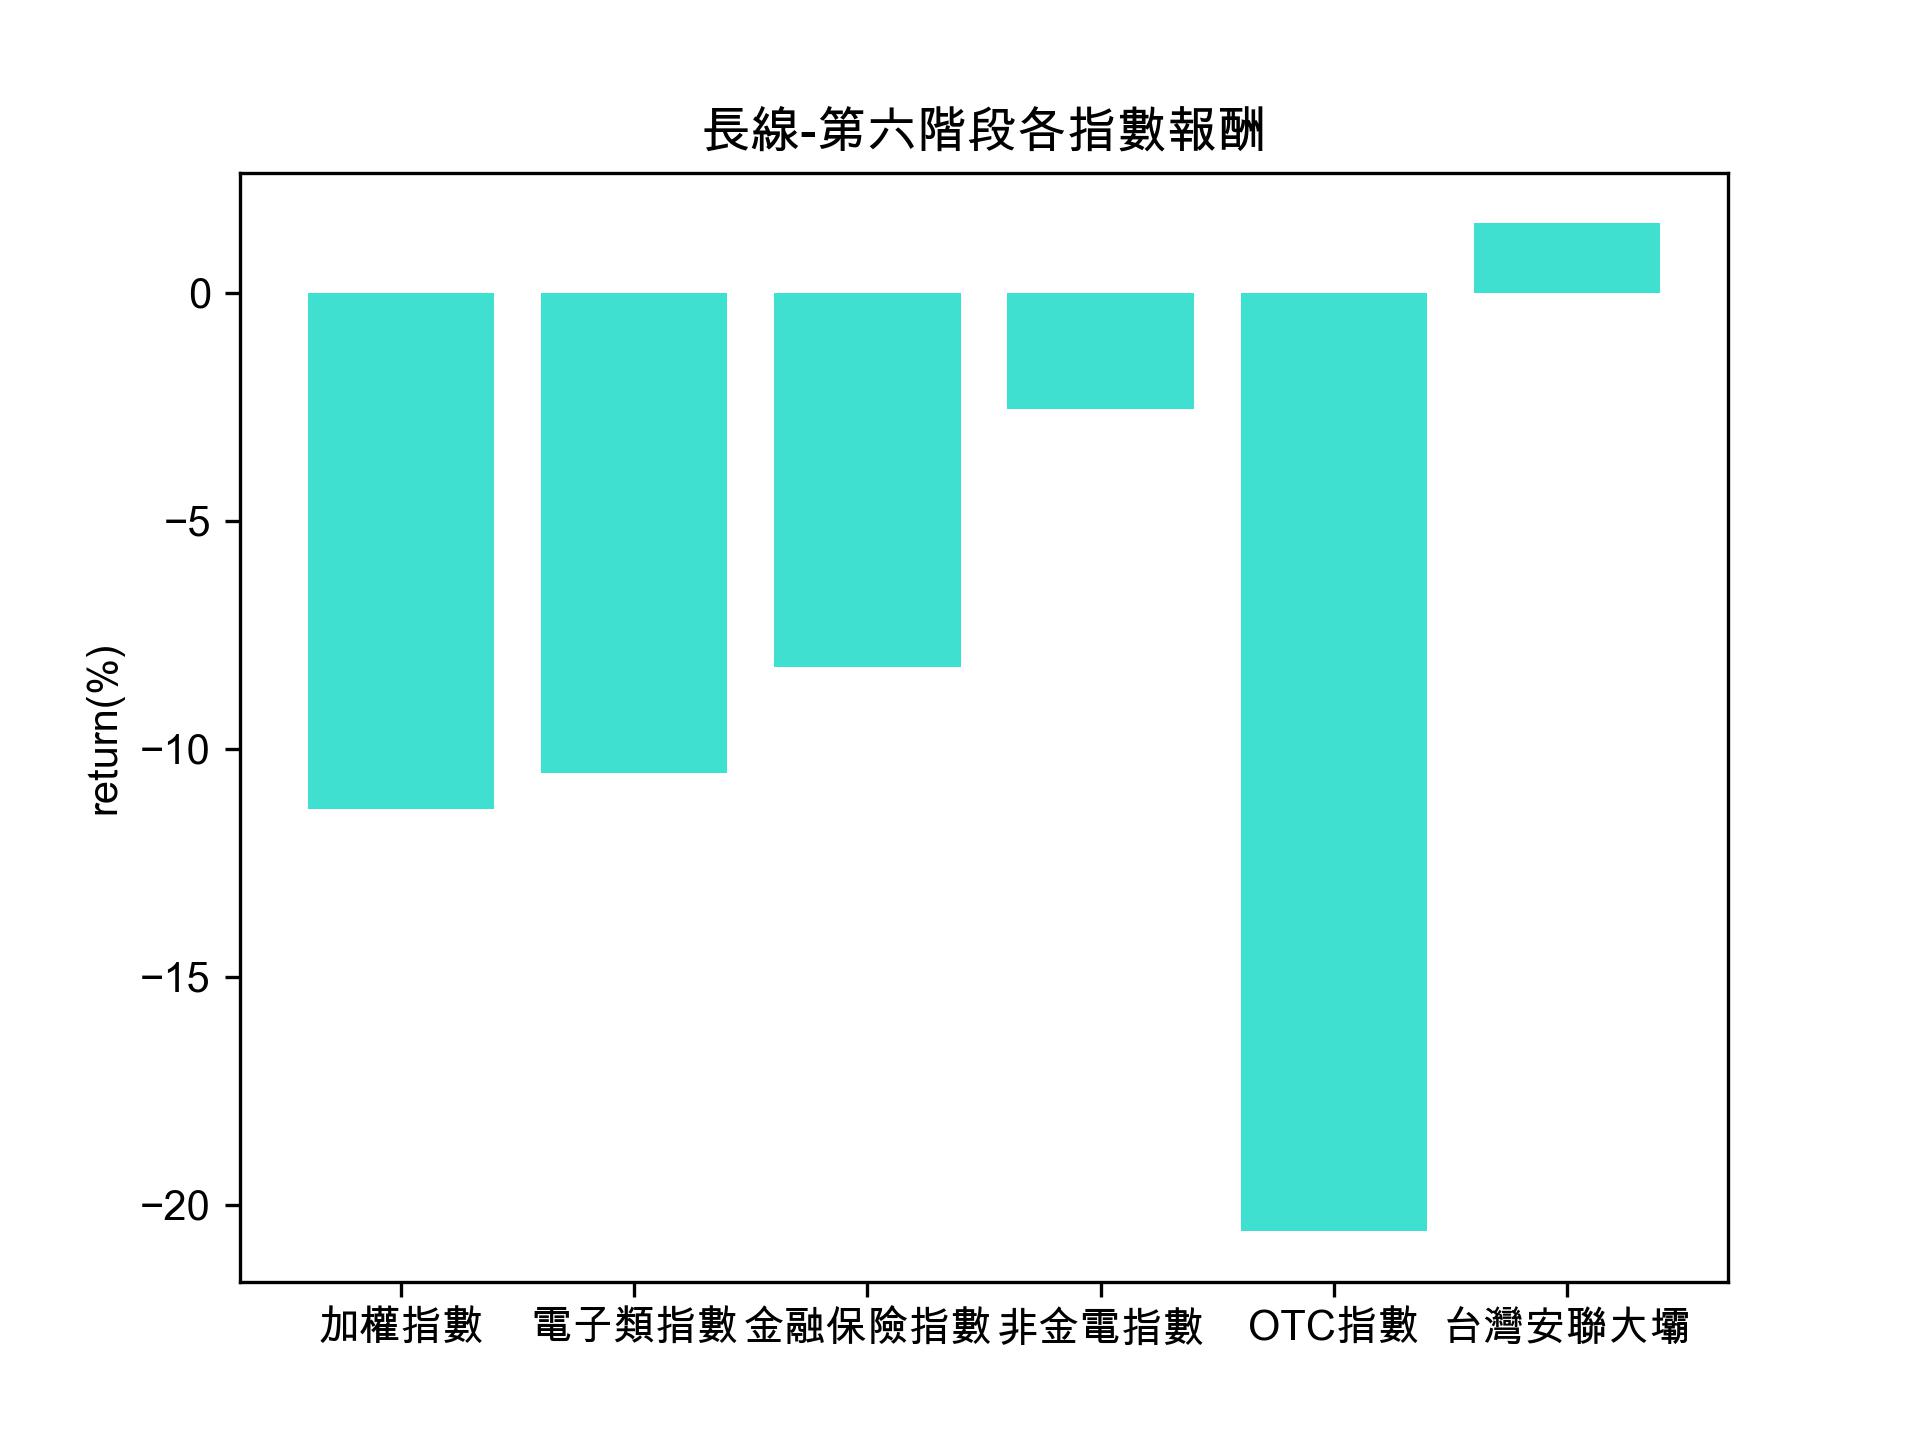 長線-第六階段各指數報酬
return(%)
0
−5
−10
−15
−20
加權指數
電子類指數
金融保險指數
非金電指數
OTC指數
台灣安聯大壩